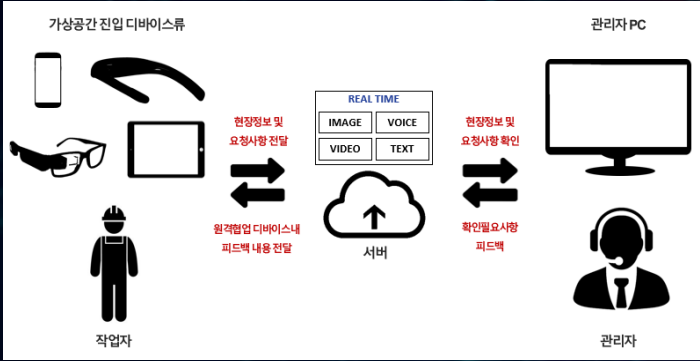 가상공간 진입 디바이스류
관리자 PC
REAL TIME
IMAGE
VOICE
VIDEO
TEXT
현장정보 및
요청사항 전달
현장정보 및
요청사항 확인
원격협업 디바이스내
피드백 내용 전달
서버
확인필요사항
피드백
작업자
관리자